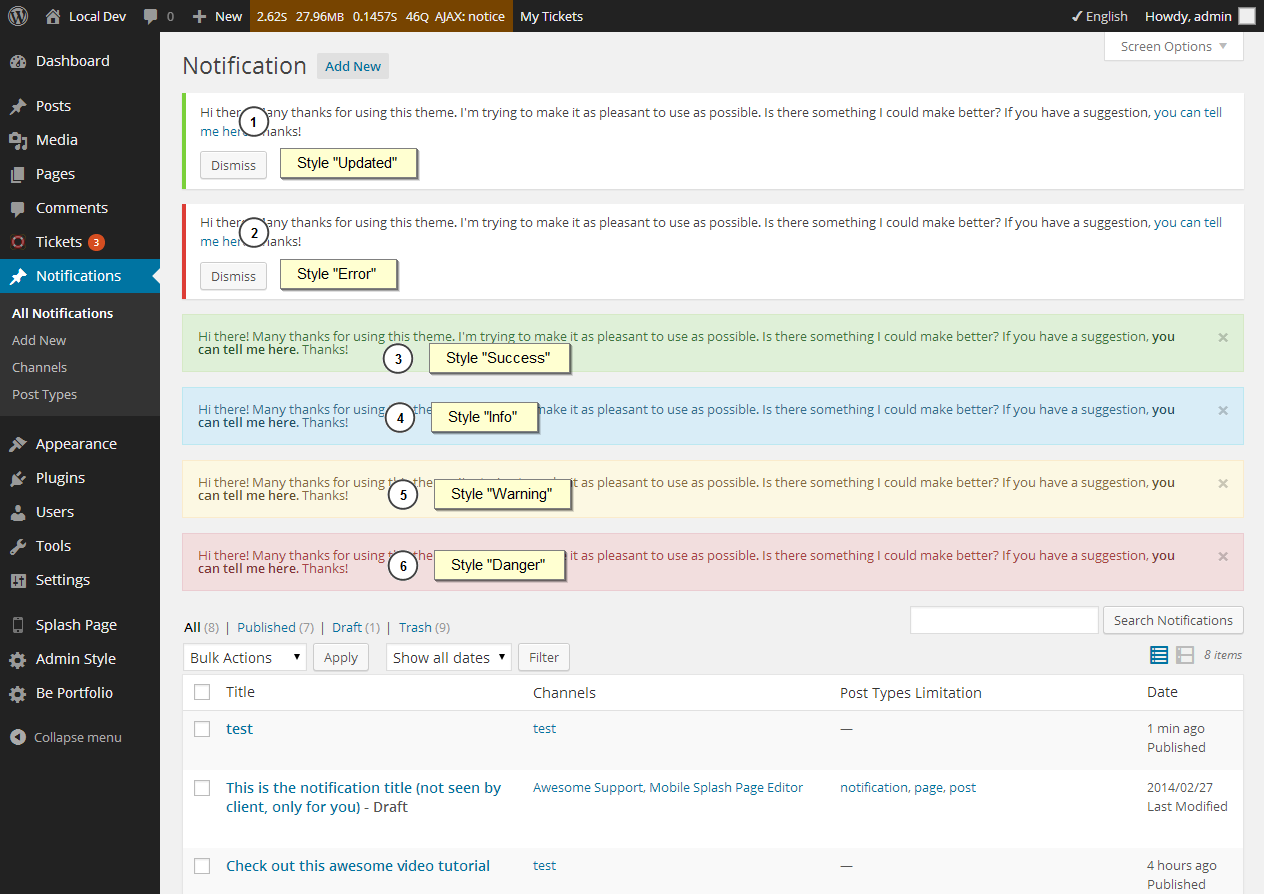 Local Dev 0 New 2.62S 27.96MB 0.1457S 46Q AJAX: notice My Tickets ✓ English Howdy, admin
Screen Options ▼
Dashboard
Posts
Media
Pages
Comments
Tickets 3
Notifications
All Notifications
Add New
Channels
Post Types
Appearance
Plugins
Users
Tools
Settings
Splash Page
Admin Style
Be Portfolio
Collapse menu
Notification Add New
Hi there 1 any thanks for using this theme. I'm trying to make it as pleasant to use as possible. Is there something I could make better? If you have a suggestion, you can tell
me here hanks!
Dismiss Style "Updated"
Hi there 2 any thanks for using this theme. I'm trying to make it as pleasant to use as possible. Is there something I could make better? If you have a suggestion, you can tell
me here hanks!
Dismiss Style "Error"
Hi there! Many thanks for using this theme. I'm trying to make it as pleasant to use as possible. Is there something I could make better? If you have a suggestion, you ×
can tell me here. Thanks! 3 Style "Success"
Hi there! Many thanks for using the make it as pleasant to use as possible. Is there something I could make better? If you have a suggestion, you ×
can tell me here. Thanks! 4 Style "Info"
Hi there! Many thanks for using this theme. it as pleasant to use as possible. Is there something I could make better? If you have a suggestion, you ×
can tell me here. Thanks! 5 Style "Warning"
Hi there! Many thanks for using the it as pleasant to use as possible. Is there something I could make better? If you have a suggestion, you ×
can tell me here. Thanks! 6 Style "Danger"
All (8) | Published (7) | Draft (1) | Trash (9) Search Notifications
Bulk Actions ▼ Apply Show all dates ▼ Filter 8 items
Title Channels Post Types Limitation Date
test test — 1 min ago
Published
This is the notification title (not seen by Awesome Support, Mobile Splash Page Editor notification, page, post 2014/02/27
client, only for you) - Draft Last Modified
Check out this awesome video tutorial test — 4 hours ago
Published